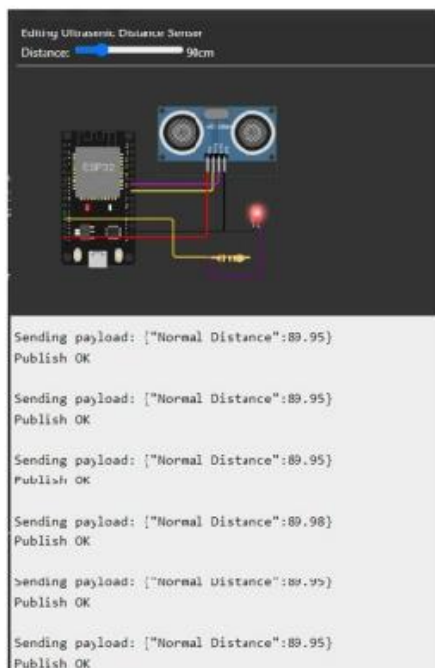 Editing Ultrasonic Distance Sensor
Distance: 90cm
ESP32
Sending payload: {"Normal Distance":89.95}
Publish OK
Sending payload: {"Normal Distance":89.95}
Publish OK
Sending payload: {"Normal Distance":89.95}
Publish OK
Sending payload: {"Normal Distance":89.98}
Publish OK
Sending payload: {"Normal Distance":89.95}
Publish OK
Sending payload: {"Normal Distance":89.95}
Publish OK